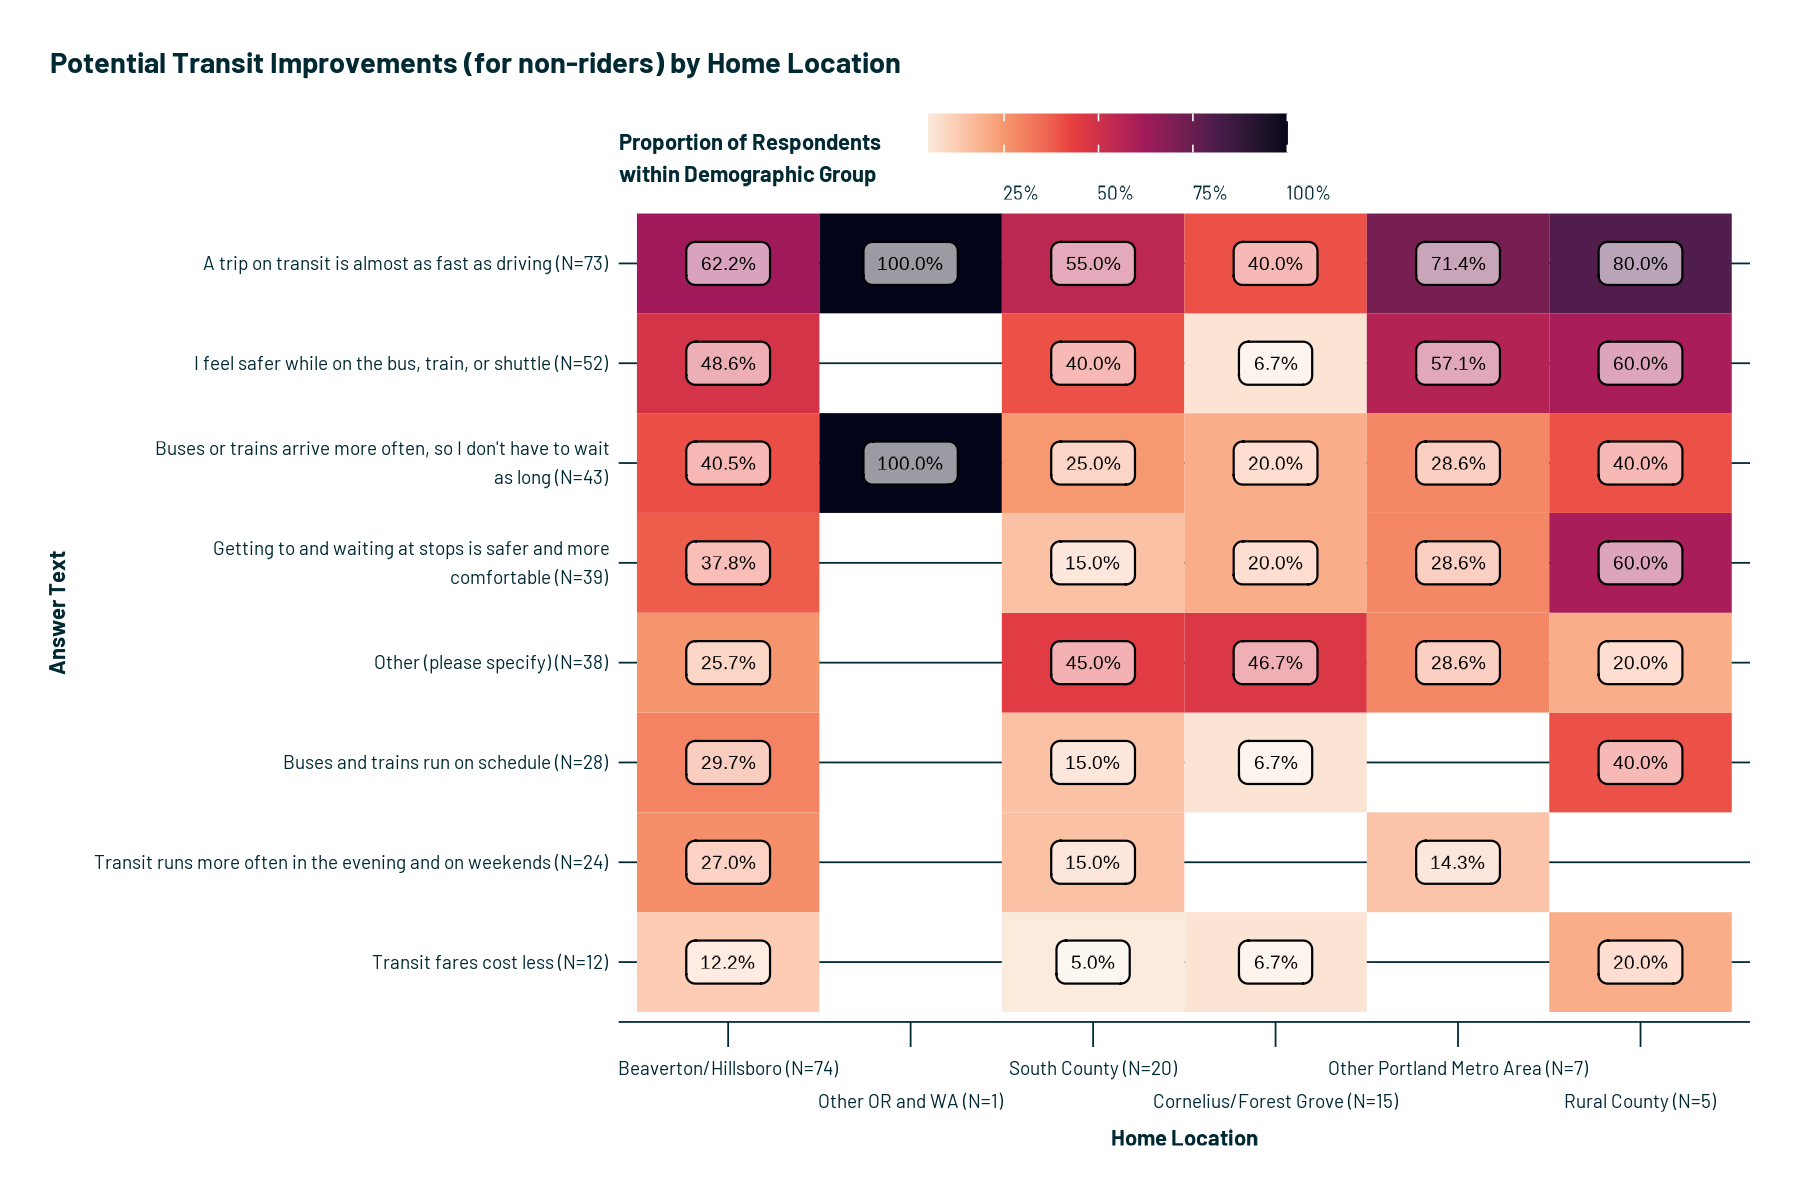 Potential Transit Improvements (for non-riders) by Home Location
Proportion of Respondents
within Demographic Group
25% 50% 75% 100%
A trip on transit is almost as fast as driving (N=73) 62.2% 100.0% 55.0% 40.0% 71.4% 80.0%
I feel safer while on the bus, train, or shuttle (N=52) 48.6% 40.0% 6.7% 57.1% 60.0%
Buses or trains arrive more often, so I don't have to wait
as long (N=43) 40.5% 100.0% 25.0% 20.0% 28.6% 40.0%
Getting to and waiting at stops is safer and more
comfortable (N=39) 37.8% 15.0% 20.0% 28.6% 60.0%
Other (please specify) (N=38) 25.7% 45.0% 46.7% 28.6% 20.0%
Buses and trains run on schedule (N=28) 29.7% 15.0% 6.7% 40.0%
Transit runs more often in the evening and on weekends (N=24) 27.0% 15.0% 14.3%
Transit fares cost less (N=12) 12.2% 5.0% 6.7% 20.0%
Answer Text
Beaverton/Hillsboro (N=74) South County (N=20) Other Portland Metro Area (N=7)
Other OR and WA (N=1) Cornelius/Forest Grove (N=15) Rural County (N=5)
Home Location